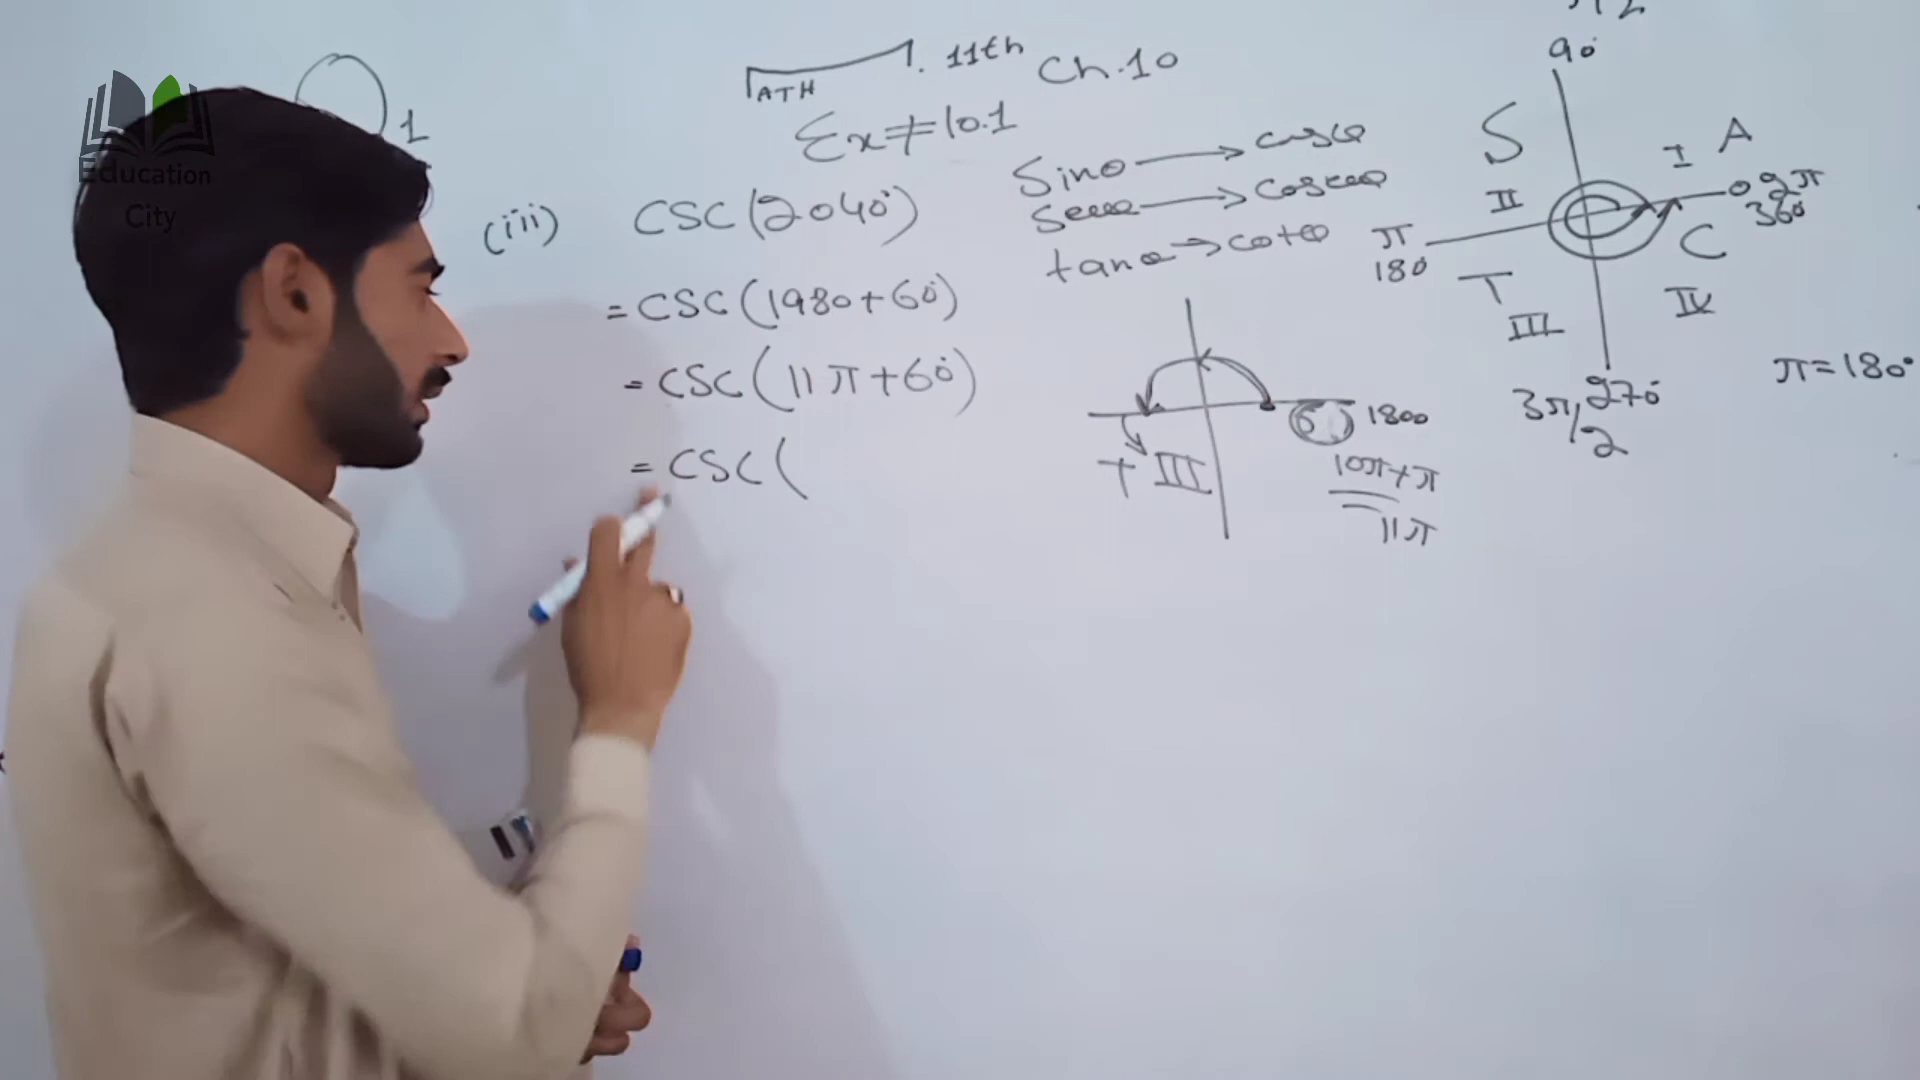 Education
City
1
MATH. 11th Ch.10
Ex≠10.1
(iii) CSC(2040°)
= CSC(1980+60°)
= CSC(11π+60°)
= CSC(
Sinθ → cosθ
Secθ → Cosecθ
tanθ → cotθ
90°
S
II
I A
0 2π
360°
π
180°
T
III
C
IV
3π/2 270°
π=180°
1800
10π+π
11π
T III